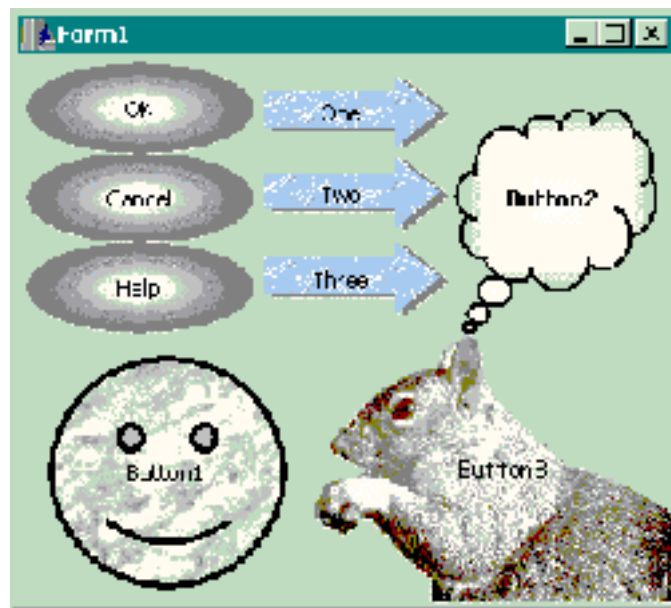 Form1
OK
One
Cancel
Two
Button2
Help
Three
Button1
Button3